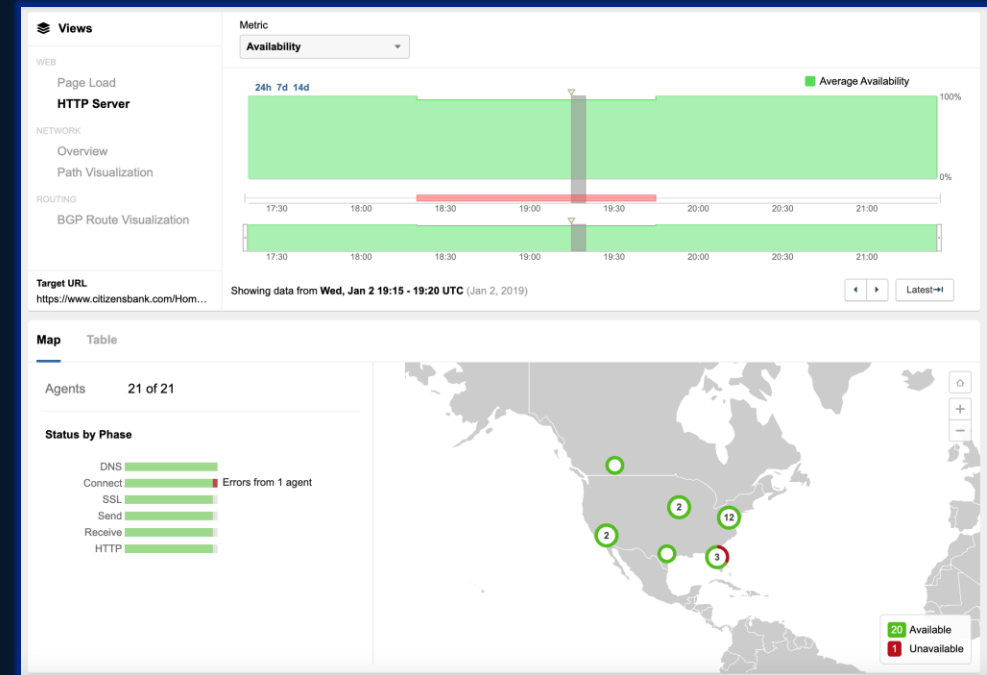 Views
WEB
Page Load
HTTP Server
NETWORK
Overview
Path Visualization
ROUTING
BGP Route Visualization
Target URL
https://www.citizensbank.com/Hom...
Metric
Availability
24h 7d 14d
Average Availability
100%
0%
17:30 18:00 18:30 19:00 19:30 20:00 20:30 21:00
17:30 18:00 18:30 19:00 19:30 20:00 20:30 21:00
Showing data from Wed, Jan 2 19:15 - 19:20 UTC (Jan 2, 2019)
Latest
Map Table
Agents 21 of 21
Status by Phase
DNS
Connect Errors from 1 agent
SSL
Send
Receive
HTTP
2
12
2
3
+
−
20 Available
1 Unavailable